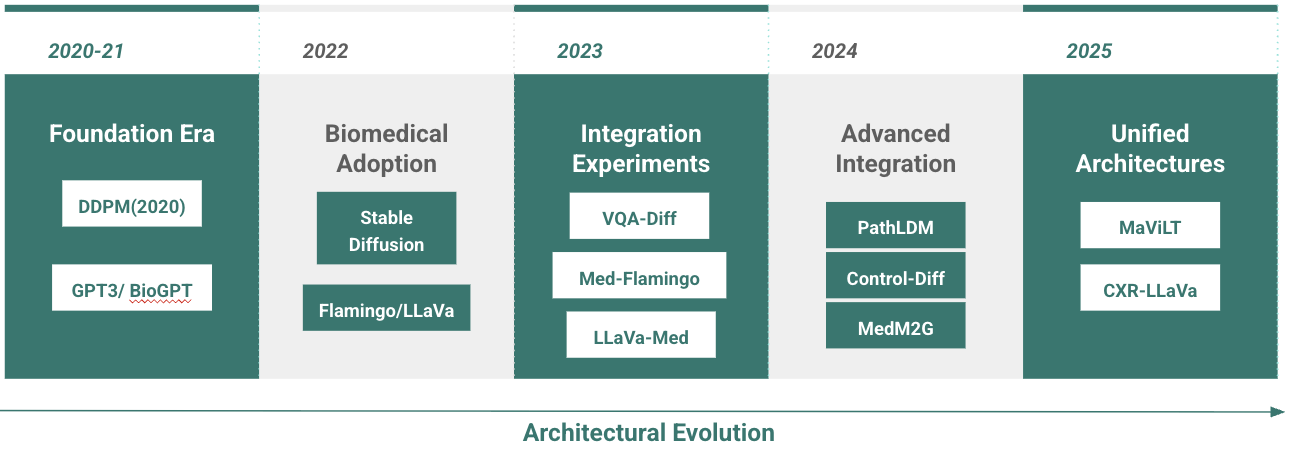 2020-21
2022
2023
2024
2025
Foundation Era
DDPM(2020)
GPT3/ BioGPT
Biomedical
Adoption
Stable
Diffusion
Flamingo/LLaVa
Integration
Experiments
VQA-Diff
Med-Flamingo
LLaVa-Med
Advanced
Integration
PathLDM
Control-Diff
MedM2G
Unified
Architectures
MaViLT
CXR-LLaVa
Architectural Evolution